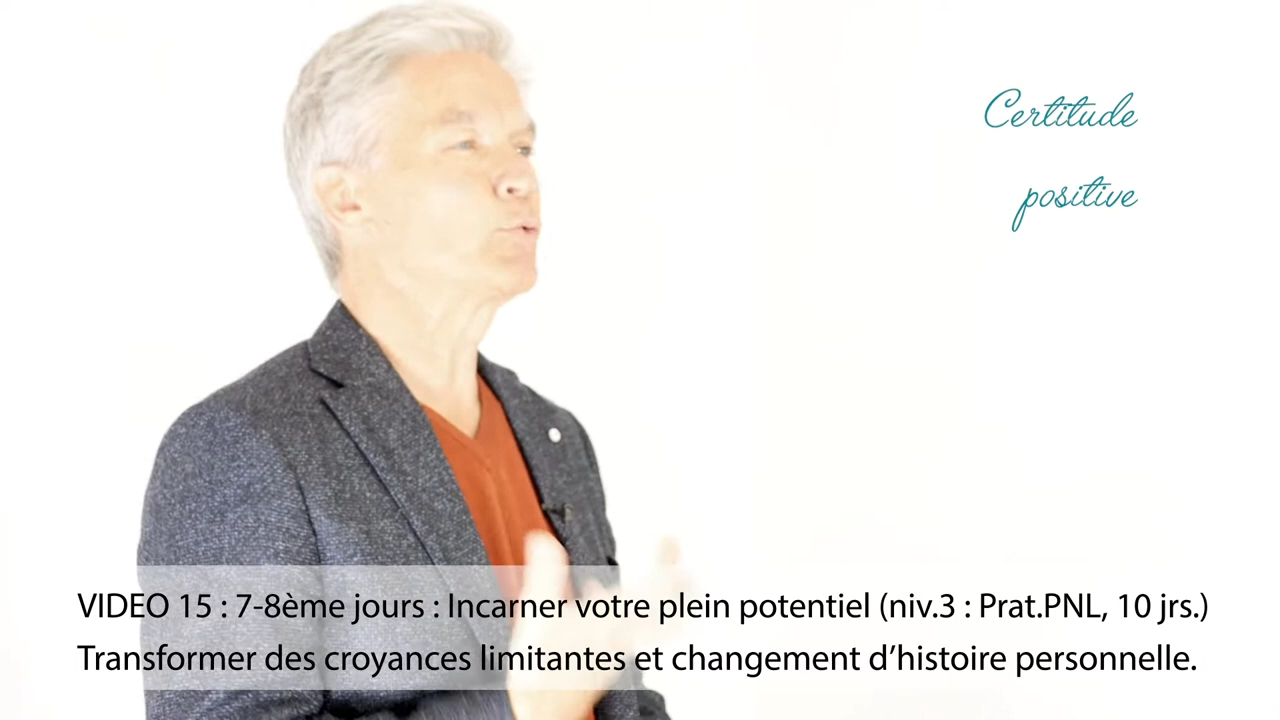 Certitude
positive
VIDEO 15 : 7-8ème jours : Incarner votre plein potentiel (niv.3 : Prat.PNL, 10 jrs.)
Transformer des croyances limitantes et changement d’histoire personnelle.